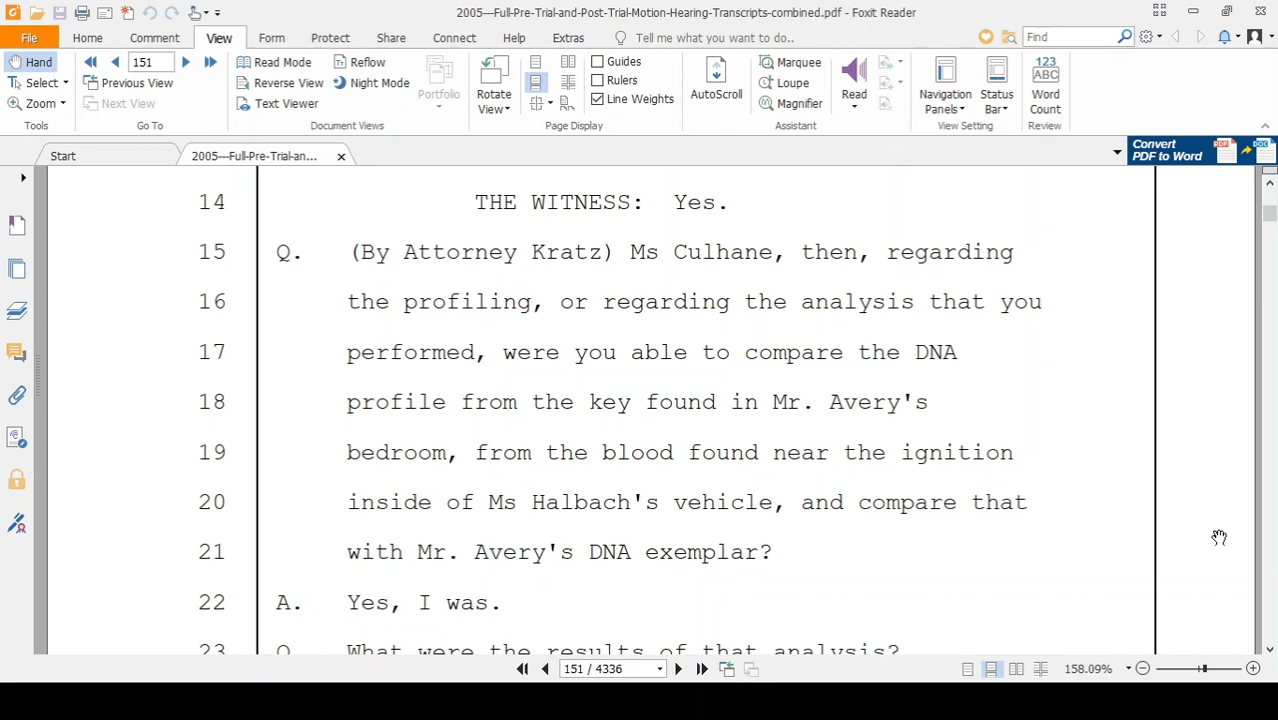 2005---Full-Pre-Trial-and-Post-Trial-Motion-Hearing-Transcripts-combined.pdf - Foxit Reader
File Home Comment View Form Protect Share Connect Help Extras Tell me what you want to do.. Find
Hand 151 Read Mode Reflow Guides Marquee
Select Previous View Reverse View Night Mode Portfolio Rotate View Rulers AutoScroll Loupe Read Navigation Panels Status Bar 123 ABC Word Count
Zoom Next View Text Viewer Line Weights Magnifier
Tools Go To Document Views Page Display Assistant View Setting Review
Start 2005---Full-Pre-Trial-an... Convert PDF to Word
14 THE WITNESS: Yes.
15 Q. (By Attorney Kratz) Ms Culhane, then, regarding
16 the profiling, or regarding the analysis that you
17 performed, were you able to compare the DNA
18 profile from the key found in Mr. Avery's
19 bedroom, from the blood found near the ignition
20 inside of Ms Halbach's vehicle, and compare that
21 with Mr. Avery's DNA exemplar?
22 A. Yes, I was.
23 Q. What were the results of that analysis?
151 / 4336 158.09%